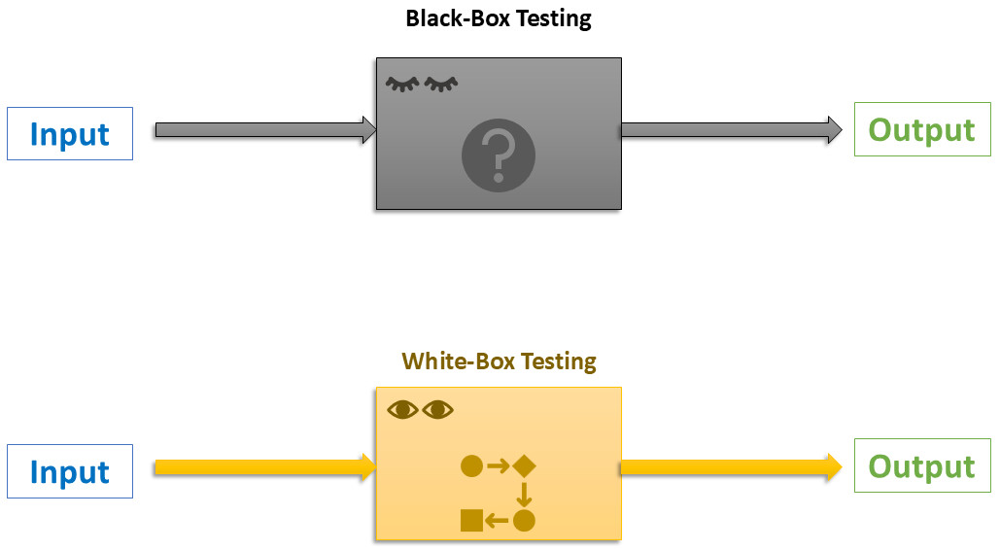 Black-Box Testing
Input
?
Output
White-Box Testing
Input
Output